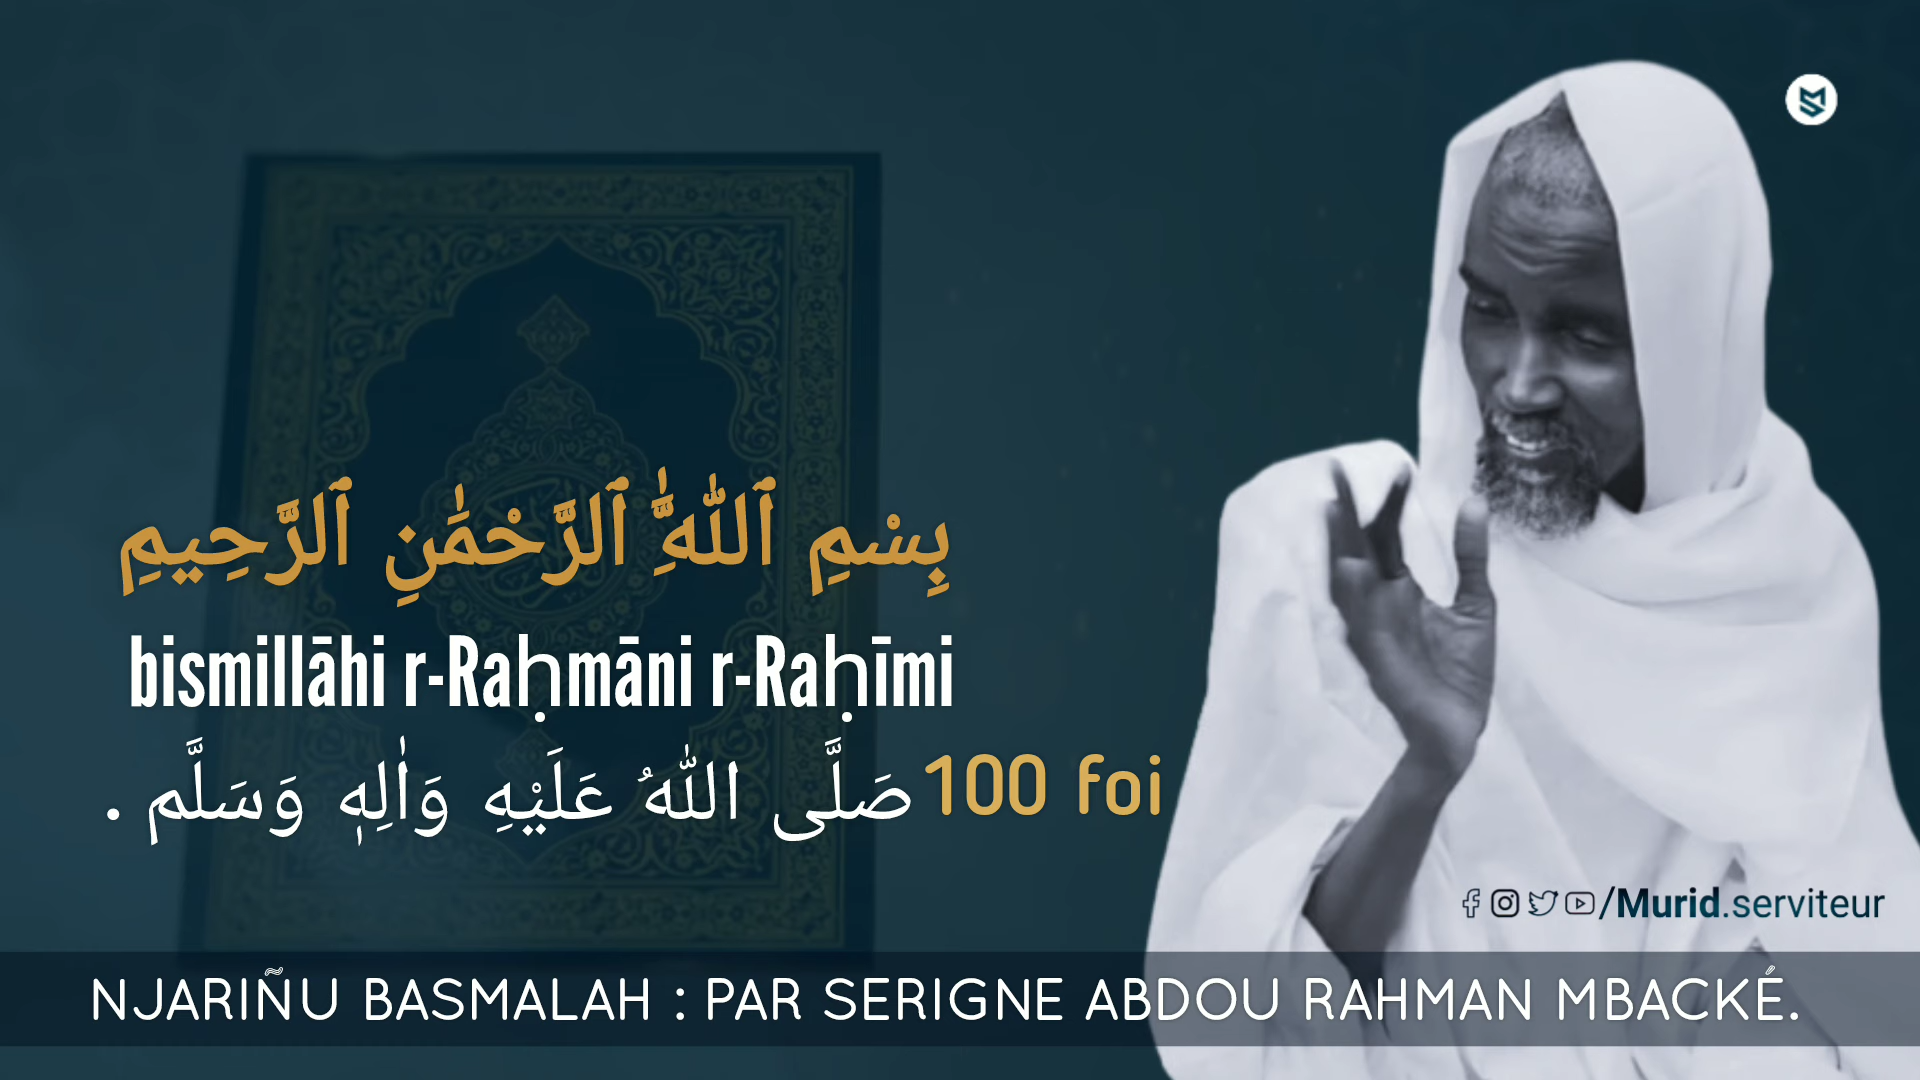 بِسْمِ ٱللَّهِ ٱلرَّحْمَٰنِ ٱلرَّحِيمِ
bismillāhi r-Raḥmāni r-Raḥīmi
صَلَّى اللّٰهُ عَلَيْهِ وَاٰلِهٖ وَسَلَّم . 100 foi
/Murid.serviteur
NJARIÑU BASMALAH : PAR SERIGNE ABDOU RAHMAN MBACKÉ.